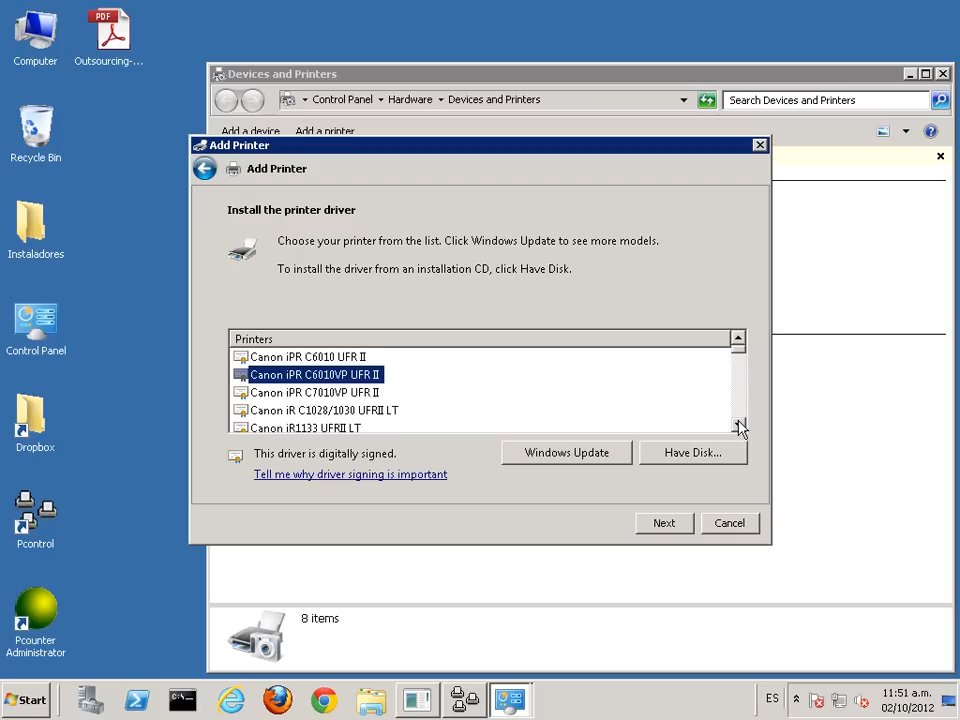 Computer
PDF
Outsourcing-...
Recycle Bin
Instaladores
Control Panel
Dropbox
Pcontrol
Pcounter
Administrator
Devices and Printers
Control Panel
Hardware
Devices and Printers
Search Devices and Printers
Add a device
Add a printer
Add Printer
Add Printer
Install the printer driver
Choose your printer from the list. Click Windows Update to see more models.
To install the driver from an installation CD, click Have Disk.
Printers
Canon iPR C6010 UFR II
Canon iPR C6010VP UFR II
Canon iPR C7010VP UFR II
Canon iR C1028/1030 UFRII LT
Canon iR1133 UFRII LT
This driver is digitally signed.
Tell me why driver signing is important
Windows Update
Have Disk...
Next
Cancel
8 items
Start
C:\_
ES
11:51 a.m.
02/10/2012